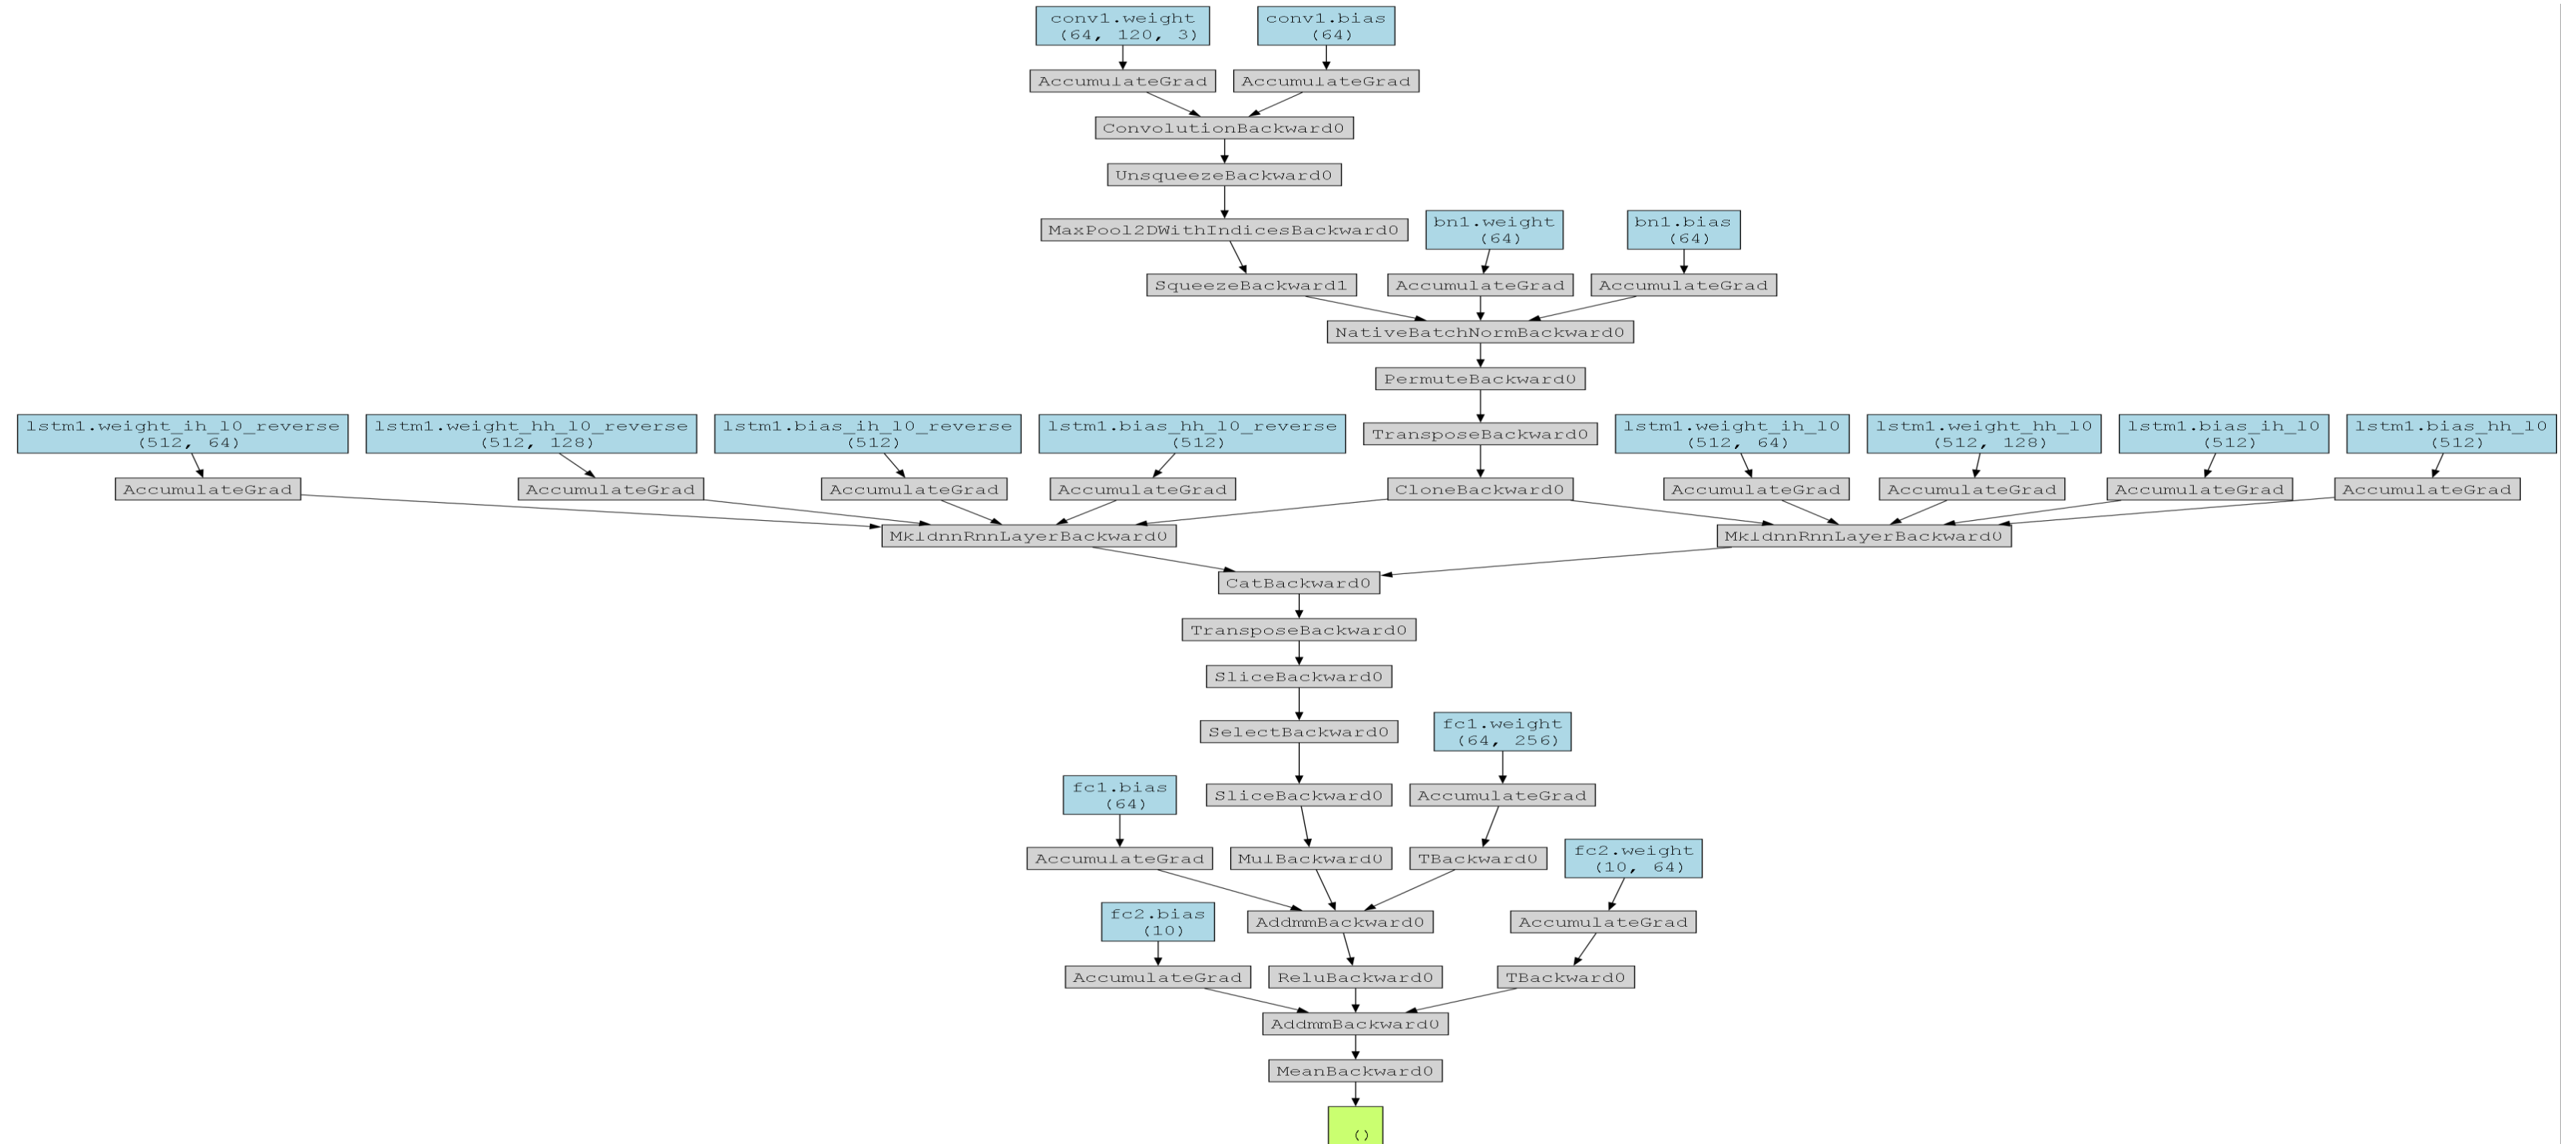 conv1.weight
(64, 120, 3)
conv1.bias
(64)
AccumulateGrad
AccumulateGrad
ConvolutionBackward0
UnsqueezeBackward0
MaxPool2DWithIndicesBackward0
bn1.weight
(64)
bn1.bias
(64)
SqueezeBackward1
AccumulateGrad
AccumulateGrad
NativeBatchNormBackward0
PermuteBackward0
lstm1.weight_ih_l0_reverse
(512, 64)
lstm1.weight_hh_l0_reverse
(512, 128)
lstm1.bias_ih_l0_reverse
(512)
lstm1.bias_hh_l0_reverse
(512)
TransposeBackward0
lstm1.weight_ih_l0
(512, 64)
lstm1.weight_hh_l0
(512, 128)
lstm1.bias_ih_l0
(512)
lstm1.bias_hh_l0
(512)
AccumulateGrad
AccumulateGrad
AccumulateGrad
AccumulateGrad
CloneBackward0
AccumulateGrad
AccumulateGrad
AccumulateGrad
AccumulateGrad
MkldnnRnnLayerBackward0
MkldnnRnnLayerBackward0
CatBackward0
TransposeBackward0
SliceBackward0
SelectBackward0
fc1.weight
(64, 256)
fc1.bias
(64)
SliceBackward0
AccumulateGrad
AccumulateGrad
MulBackward0
TBackward0
fc2.weight
(10, 64)
fc2.bias
(10)
AddmmBackward0
AccumulateGrad
AccumulateGrad
ReluBackward0
TBackward0
AddmmBackward0
MeanBackward0
()